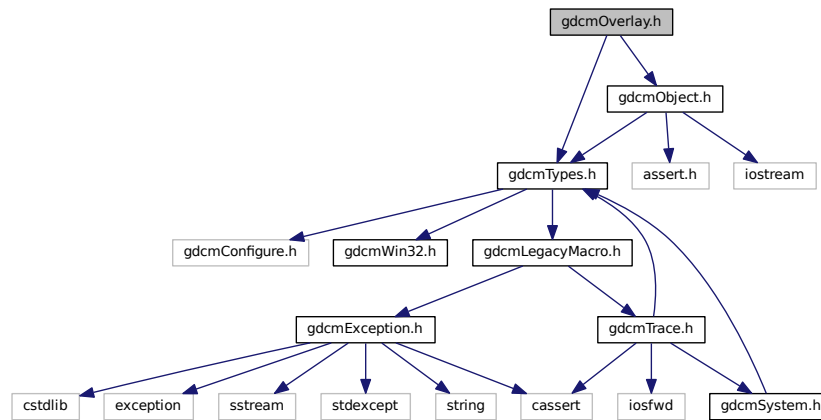 gdcmOverlay.h
gdcmObject.h
gdcmTypes.h
assert.h
iostream
gdcmConfigure.h
gdcmWin32.h
gdcmLegacyMacro.h
gdcmException.h
gdcmTrace.h
cstdlib
exception
sstream
stdexcept
string
cassert
iosfwd
gdcmSystem.h